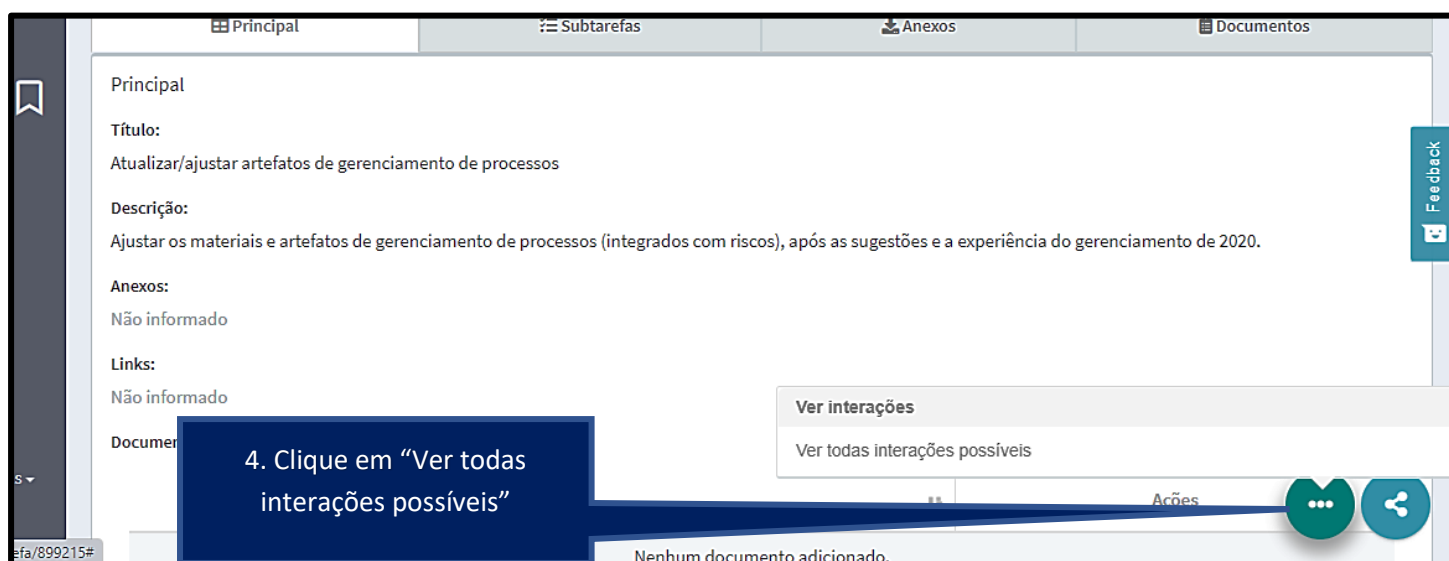 Principal
Subtarefas
Anexos
Documentos
Principal
Título:
Atualizar/ajustar artefatos de gerenciamento de processos
Descrição:
Ajustar os materiais e artefatos de gerenciamento de processos (integrados com riscos), após as sugestões e a experiência do gerenciamento de 2020.
Anexos:
Não informado
Links:
Não informado
Ver interações
Ver todas interações possíveis
4. Clique em “Ver todas
interações possíveis”
Ações
Nenhum documento adicionado.
efa/899215#
Feedback